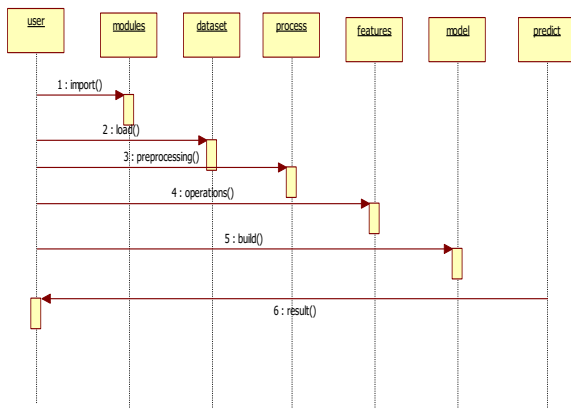 user
modules
dataset
process
features
model
predict
1 : import()
2 : load()
3 : preprocessing()
4 : operations()
5 : build()
6 : result()